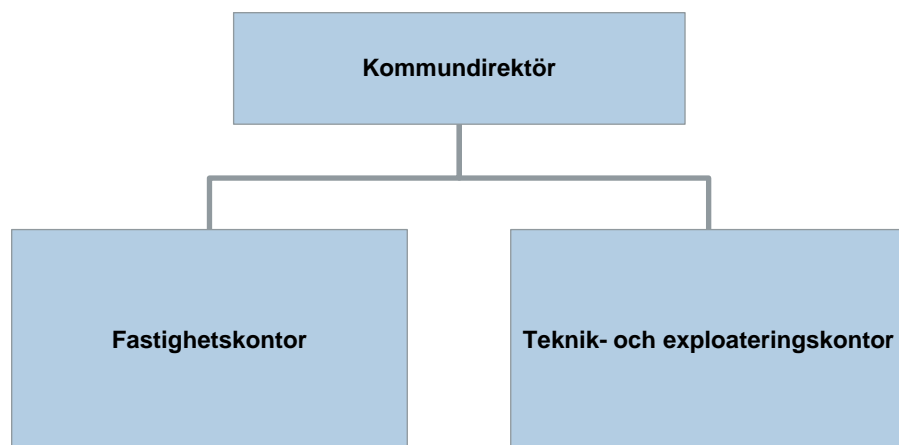 Kommundirektör
Fastighetskontor
Teknik- och exploateringskontor